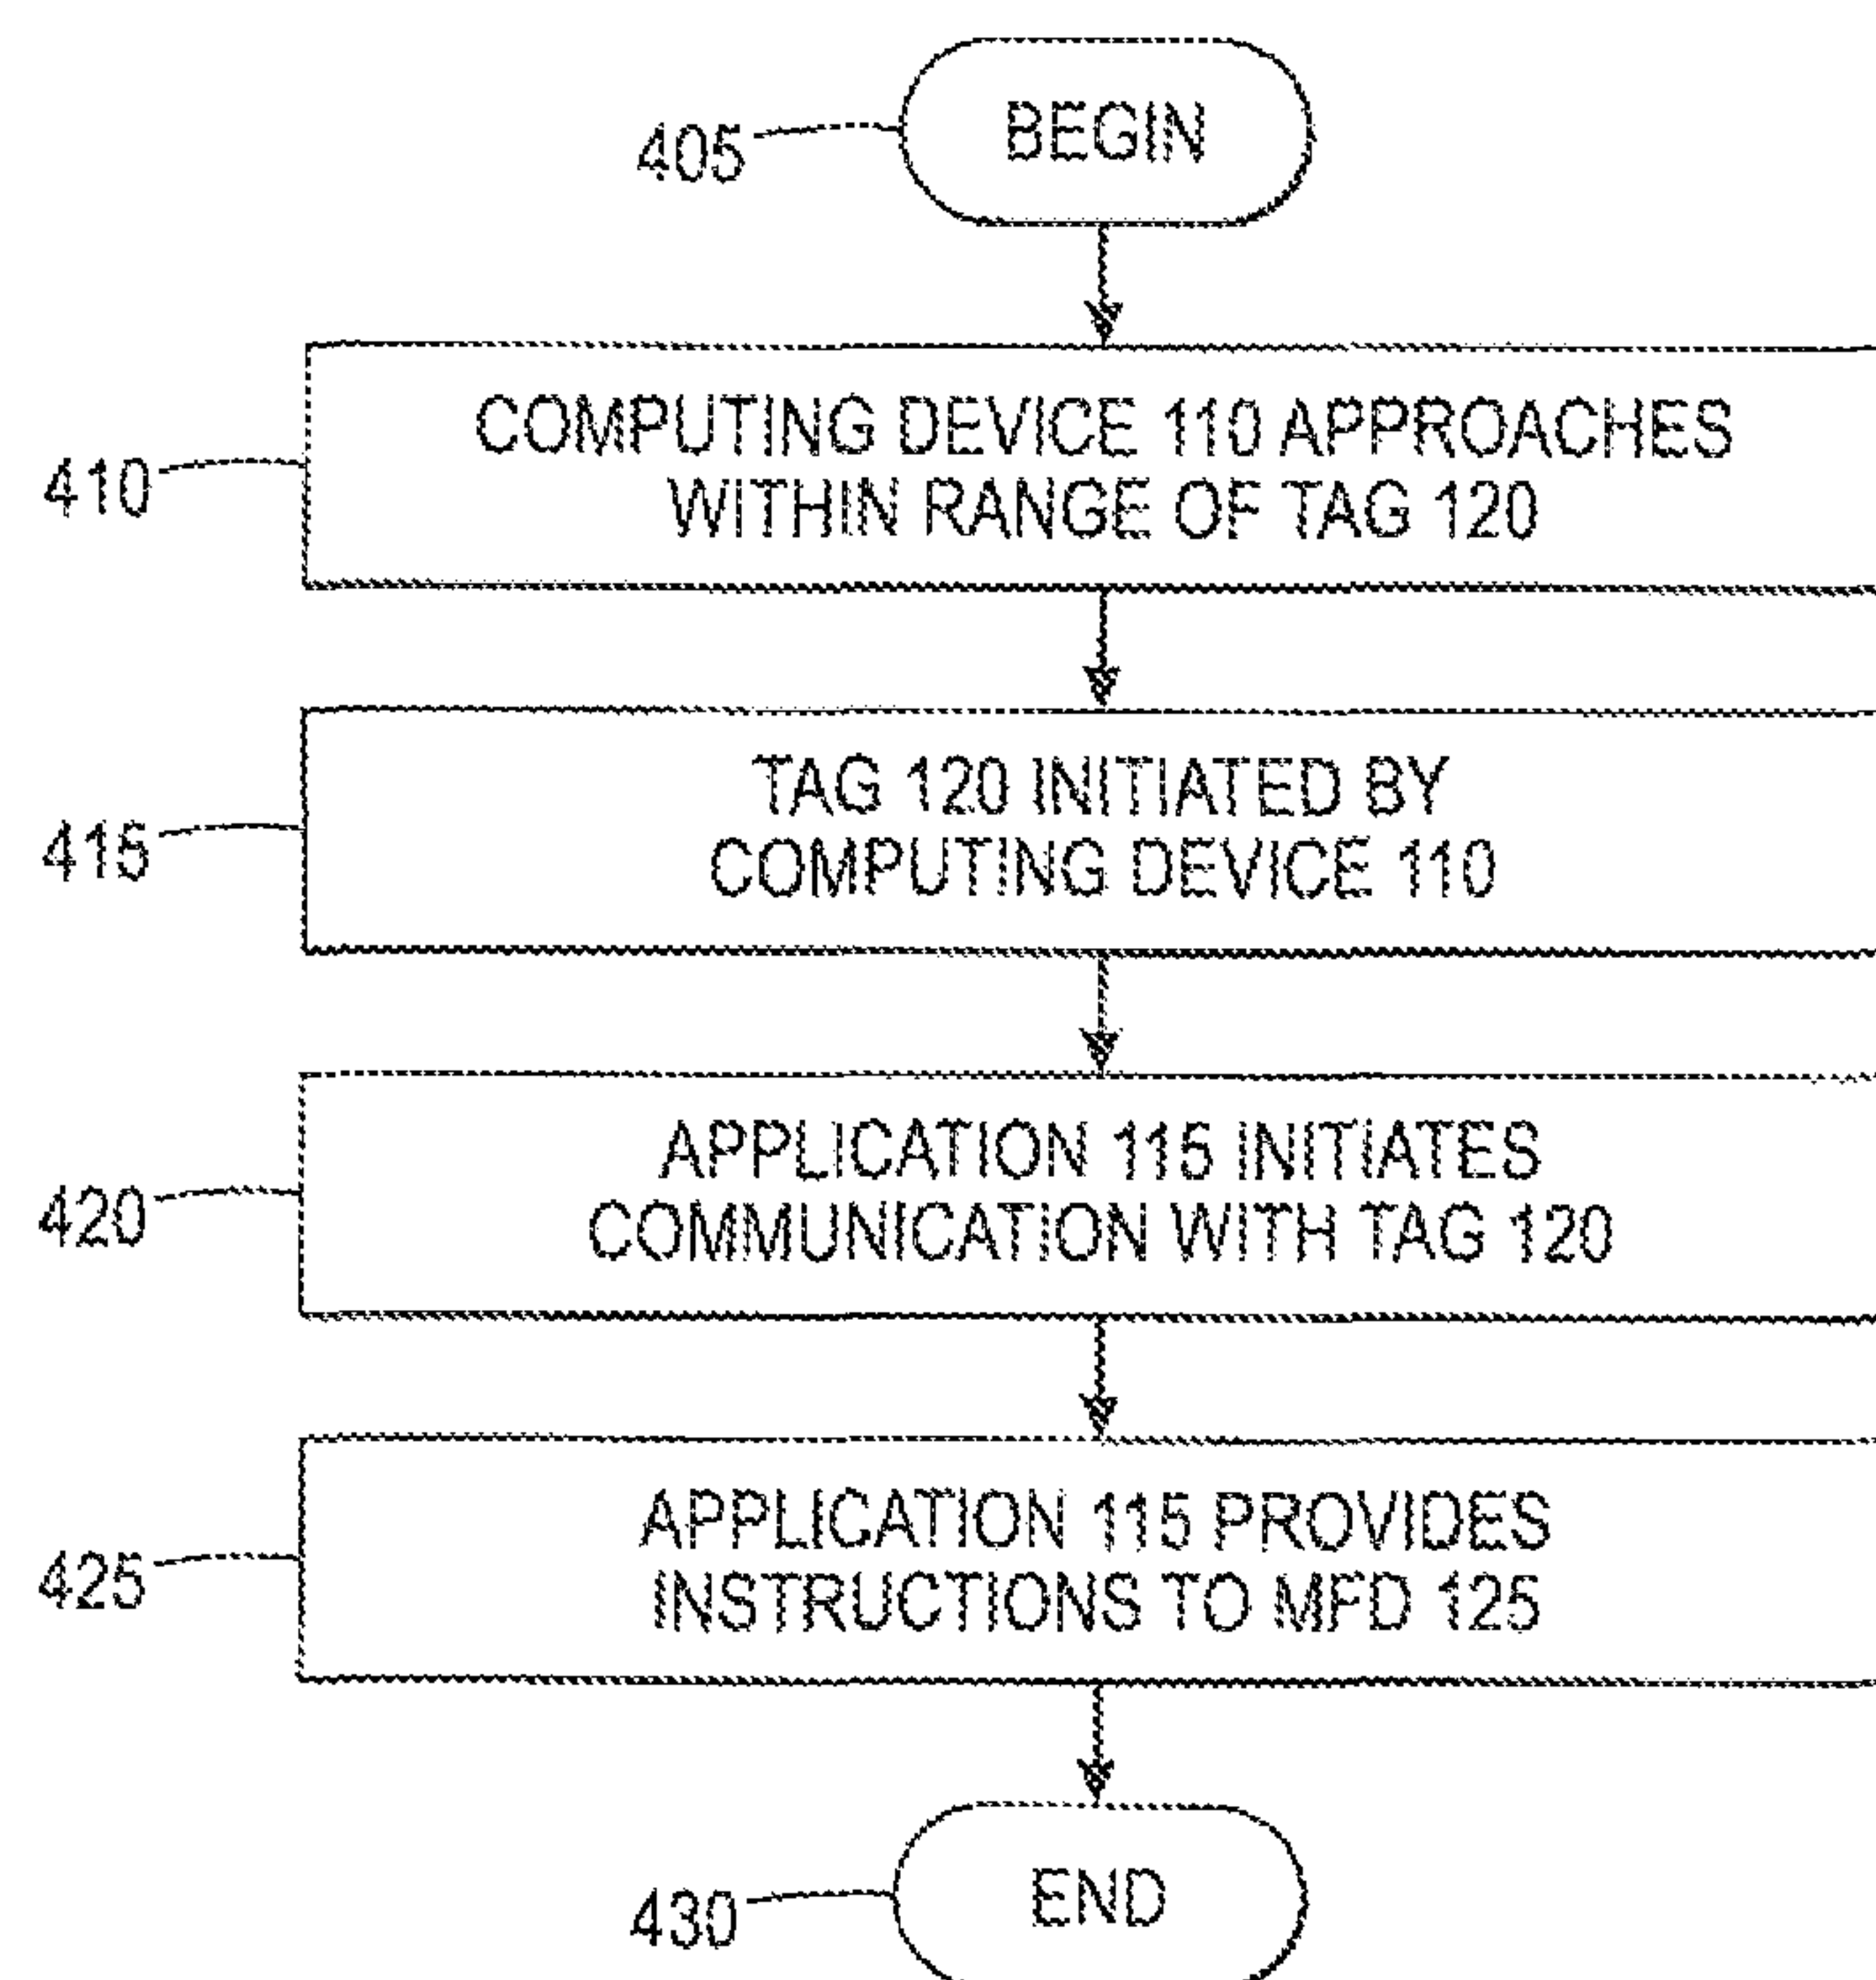 405
BEGIN
410
COMPUTING DEVICE 110 APPROACHES
WITHIN RANGE OF TAG 120
415
TAG 120 INITIATED BY
COMPUTING DEVICE 110
420
APPLICATION 115 INITIATES
COMMUNICATION WITH TAG 120
425
APPLICATION 115 PROVIDES
INSTRUCTIONS TO MFD 125
430
END